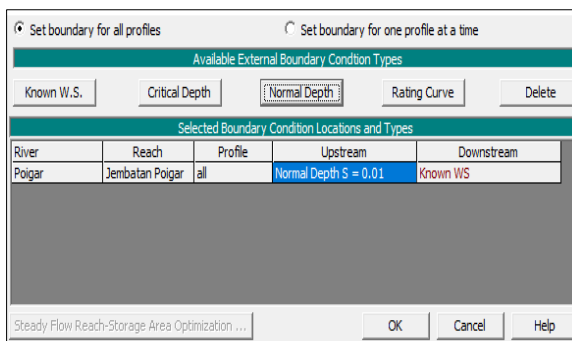 Set boundary for all profiles Set boundary for one profile at a time
Available External Boundary Condtion Types
Known W.S. Critical Depth Normal Depth Rating Curve Delete
Selected Boundary Condition Locations and Types
River Reach Profile Upstream Downstream
Poigar Jembatan Poigar all Normal Depth S = 0.01 Known WS
Steady Flow Reach-Storage Area Optimization ... OK Cancel Help